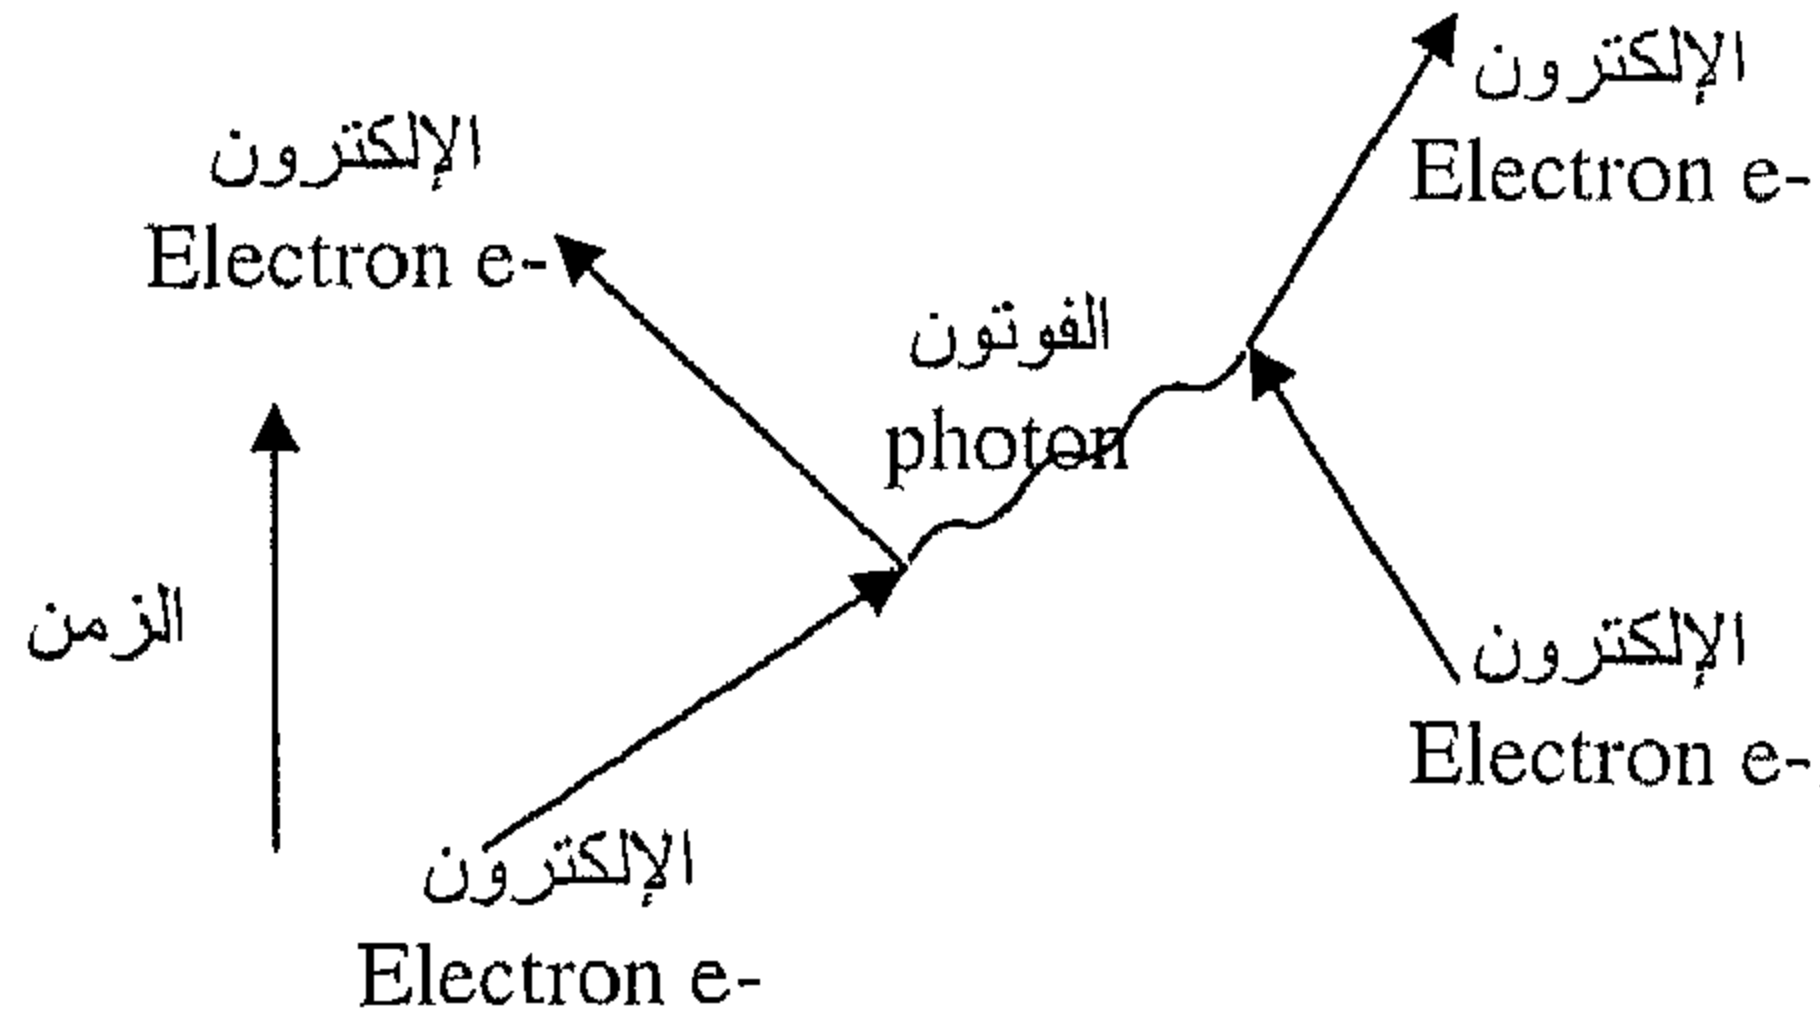 الإلكترون
Electron e-
الإلكترون
Electron e-
الفوتون
photon
الزمن
الإلكترون
Electron e-
الإلكترون
Electron e-